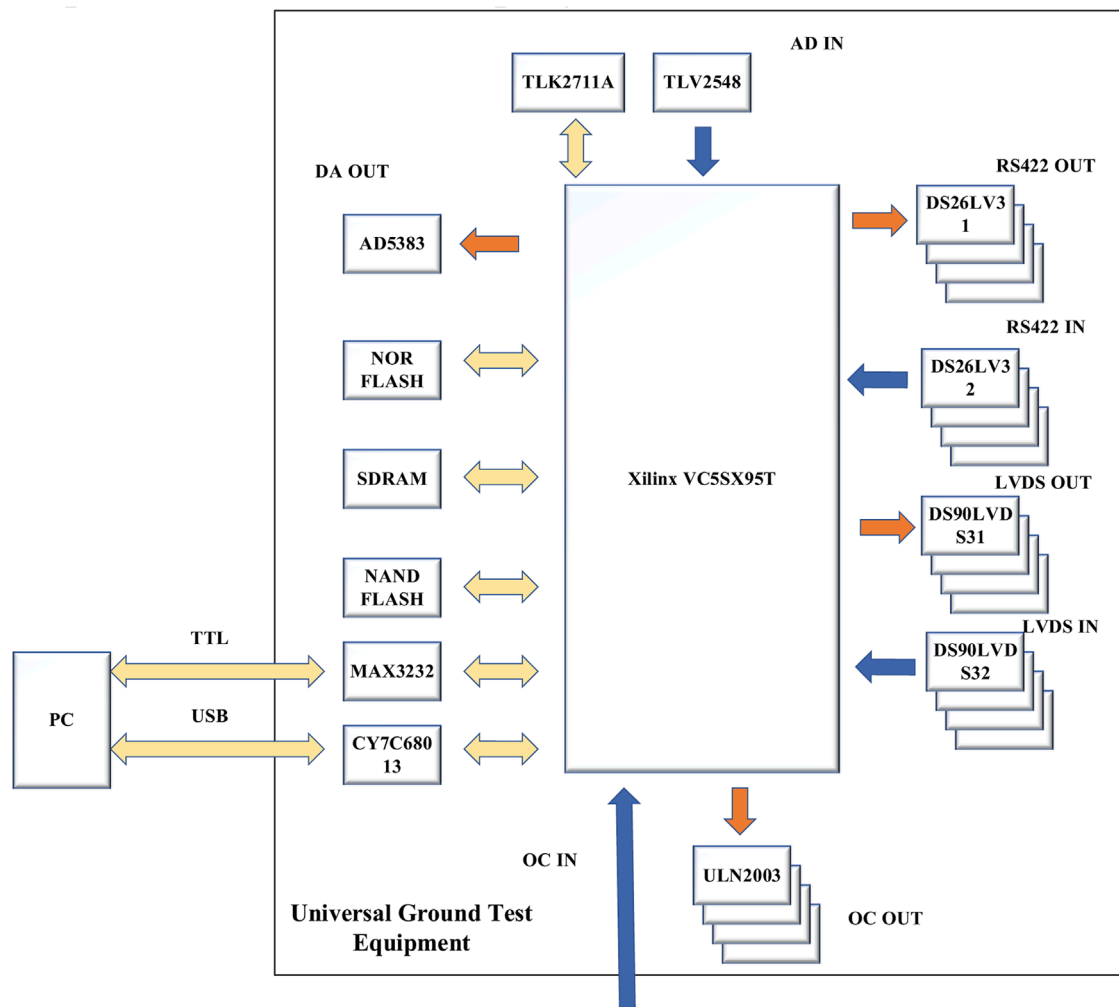 AD IN
TLK2711A
TLV2548
DA OUT
RS422 OUT
AD5383
DS26LV3
1
NOR
FLASH
RS422 IN
DS26LV3
2
SDRAM
Xilinx VC5SX95T
LVDS OUT
DS90LVD
S31
NAND
FLASH
TTL
LVDS IN
PC
MAX3232
DS90LVD
S32
USB
CY7C680
13
OC IN
ULN2003
OC OUT
Universal Ground Test
Equipment